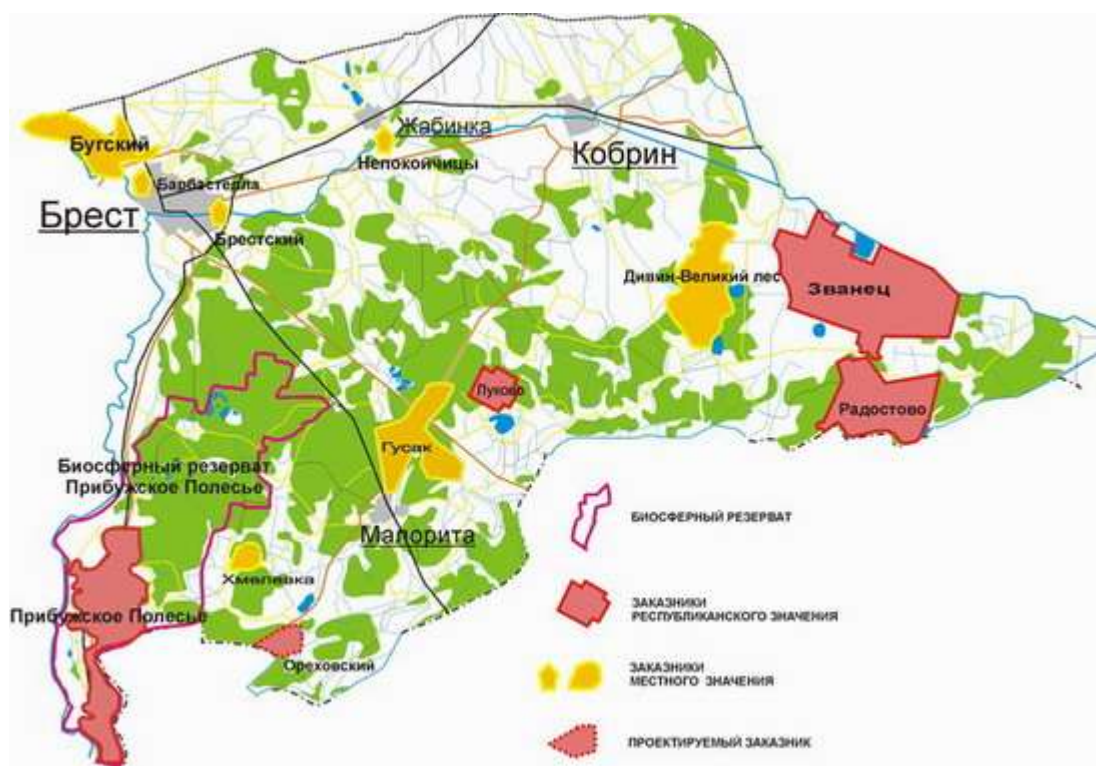 Бугский
Жабинка
Непокойчицы
Кобрин
Барбастелла
Брест
Брестский
Дивин-Великий лес
Званец
Луково
Радостово
Гусак
Биосферный резерват
Прибужское Полесье
БИОСФЕРНЫЙ РЕЗЕРВАТ
Малорита
Хмелевка
ЗАКАЗНИКИ
РЕСПУБЛИКАНСКОГО ЗНАЧЕНИЯ
Прибужское Полесье
Ореховский
ЗАКАЗНИКИ
МЕСТНОГО ЗНАЧЕНИЯ
ПРОЕКТИРУЕМЫЙ ЗАКАЗНИК